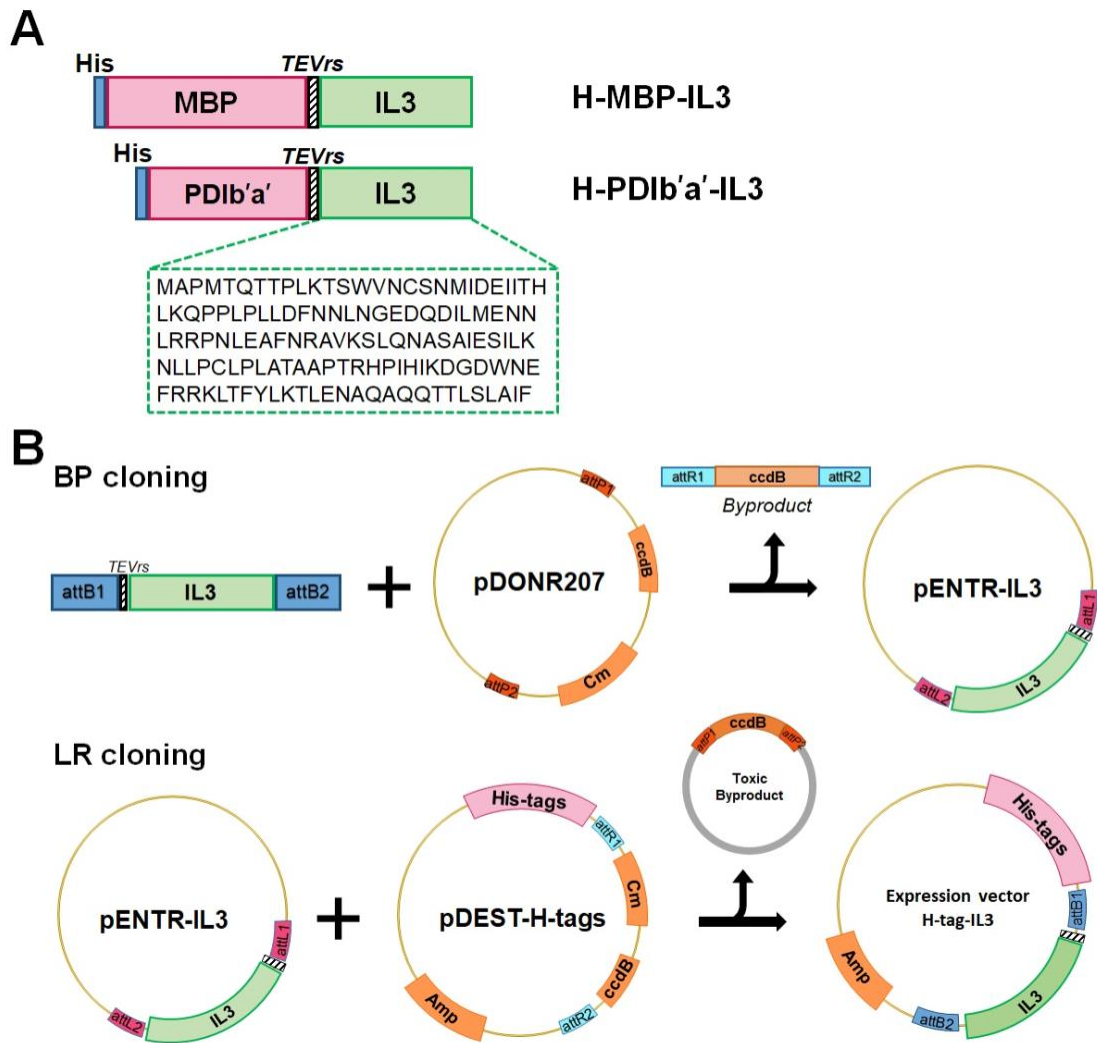 A
His
TEVrs
MBP
IL3
H-MBP-IL3
His
TEVrs
PDIb′a′
IL3
H-PDIb′a′-IL3
MAPMTQTTPLKTSWVNCSNMIDEIITH
LKQPPLPLLDFNNLNGEDQDILMENN
LRRPNLEAFNRAVKSLQNASAIESILK
NLLPCLPLATAAPTRHPIHIKDGDWNE
FRRKLTFYLKTLENAQAQQTTLSLAIF
B
BP cloning
TEVrs
attB1
IL3
attB2
+
pDONR207
attP1
ccdB
Cm
attP2
attR1
ccdB
attR2
Byproduct
pENTR-IL3
attL1
IL3
attL2
LR cloning
pENTR-IL3
attL1
IL3
attL2
+
pDEST-H-tags
His-tags
attR1
Cm
ccdB
attR2
Amp
attP1
ccdB
attP2
Toxic
Byproduct
Expression vector
H-tag-IL3
His-tags
attB1
IL3
attB2
Amp